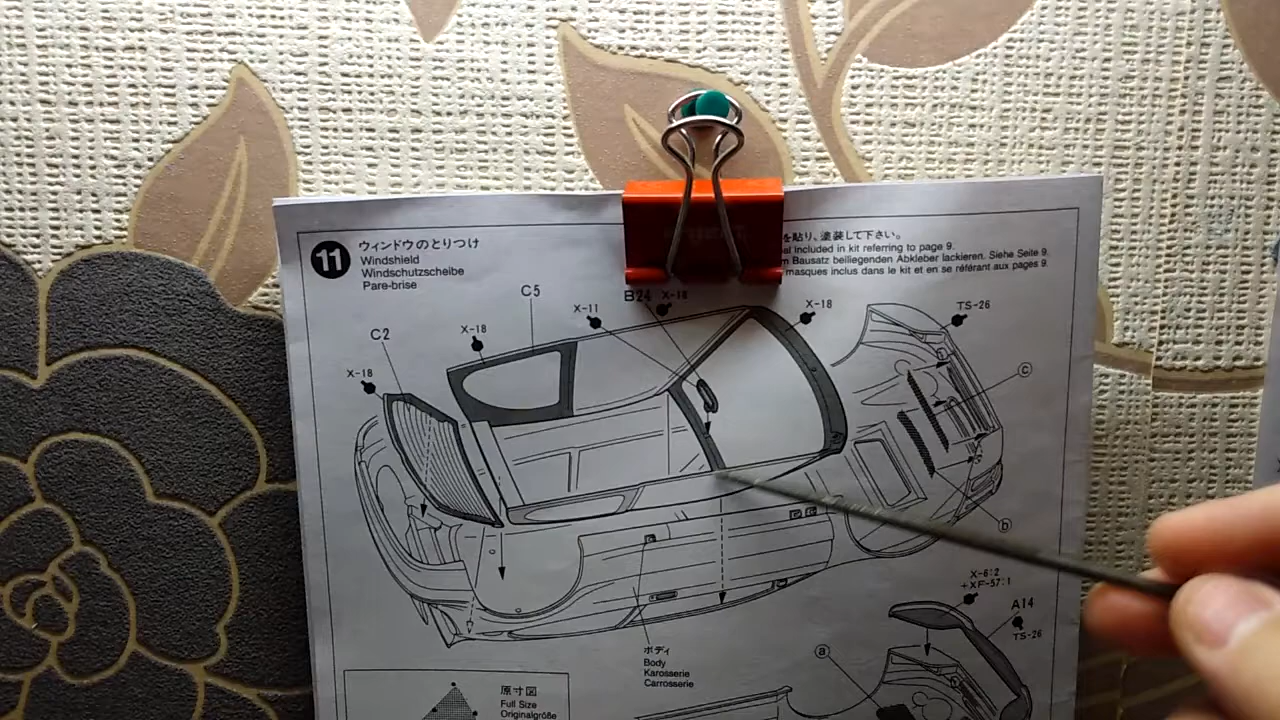 11
ウィンドウのとりつけ
Windshield
Windschutzscheibe
Pare-brise
を貼り、塗装して下さい。
included in kit referring to page 9.
Bausatz beiliegenden Abkleber lackieren. Siehe Seite 9.
masques inclus dans le kit et en se référant aux pages 9.
C5
B24
X-18
X-11
X-18
TS-26
X-18
C2
X-18
c
b
X-6:2
+XF-57:1
A14
TS-26
a
ボディ
Body
Karosserie
Carrosserie
原寸図
Full Size
Originalgröße